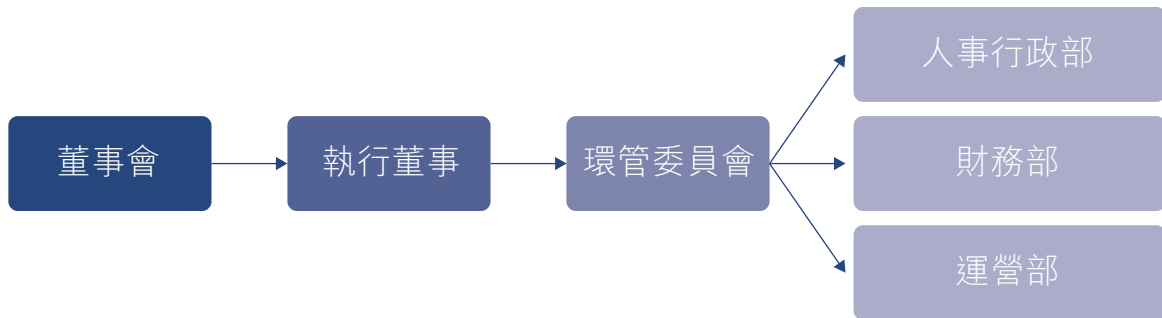 董事會
執行董事
環管委員會
人事行政部
財務部
運營部